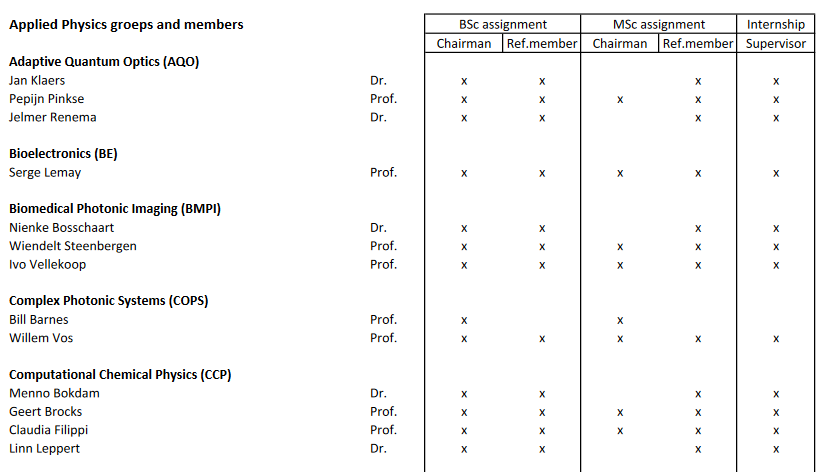 Applied Physics groeps and members BSc assignment MSc assignment Internship
Chairman Ref.member Chairman Ref.member Supervisor
Adaptive Quantum Optics (AQO)
Jan Klaers Dr. x x x x
Pepijn Pinkse Prof. x x x x x
Jelmer Renema Dr. x x x x
Bioelectronics (BE)
Serge Lemay Prof. x x x x x
Biomedical Photonic Imaging (BMPI)
Nienke Bosschaart Dr. x x x x
Wiendelt Steenbergen Prof. x x x x x
Ivo Vellekoop Prof. x x x x x
Complex Photonic Systems (COPS)
Bill Barnes Prof. x x
Willem Vos Prof. x x x x x
Computational Chemical Physics (CCP)
Menno Bokdam Dr. x x x x
Geert Brocks Prof. x x x x x
Claudia Filippi Prof. x x x x x
Linn Leppert Dr. x x x x